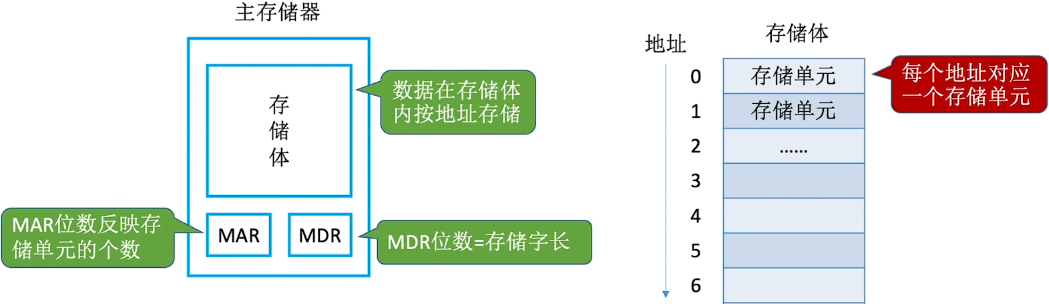 主存储器
存
储
体
数据在存储体
内按地址存储
MAR
MDR
MAR位数反映存
储单元的个数
MDR位数=存储字长
地址
存储体
0
存储单元
1
存储单元
2
......
3
4
5
6
每个地址对应
一个存储单元